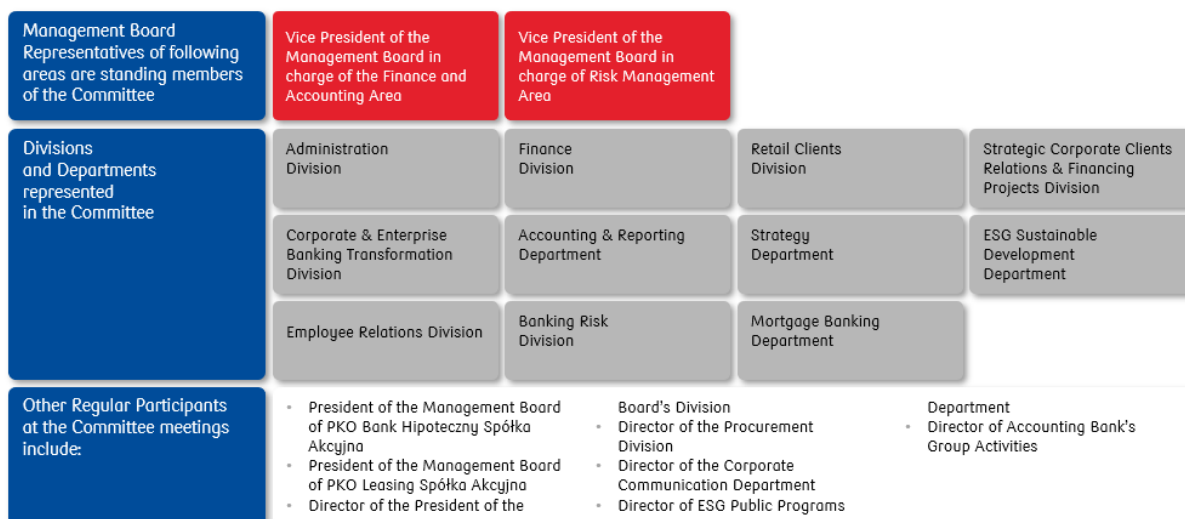 Management Board
Representatives of following
areas are standing members
of the Committee
Vice President of the
Management Board in
charge of the Finance and
Accounting Area
Vice President of the
Management Board in
charge of Risk Management
Area
Divisions
and Departments
represented
in the Committee
Administration
Division
Finance
Division
Retail Clients
Division
Strategic Corporate Clients
Relations & Financing
Projects Division
Corporate & Enterprise
Banking Transformation
Division
Accounting & Reporting
Department
Strategy
Department
ESG Sustainable
Development
Department
Employee Relations Division
Banking Risk
Division
Mortgage Banking
Department
Other Regular Participants
at the Committee meetings
include:
• President of the Management Board
of PKO Bank Hipoteczny Spółka
Akcyjna
• President of the Management Board
of PKO Leasing Spółka Akcyjna
• Director of the President of the
Board's Division
• Director of the Procurement
Division
• Director of the Corporate
Communication Department
• Director of ESG Public Programs
Department
• Director of Accounting Bank's
Group Activities